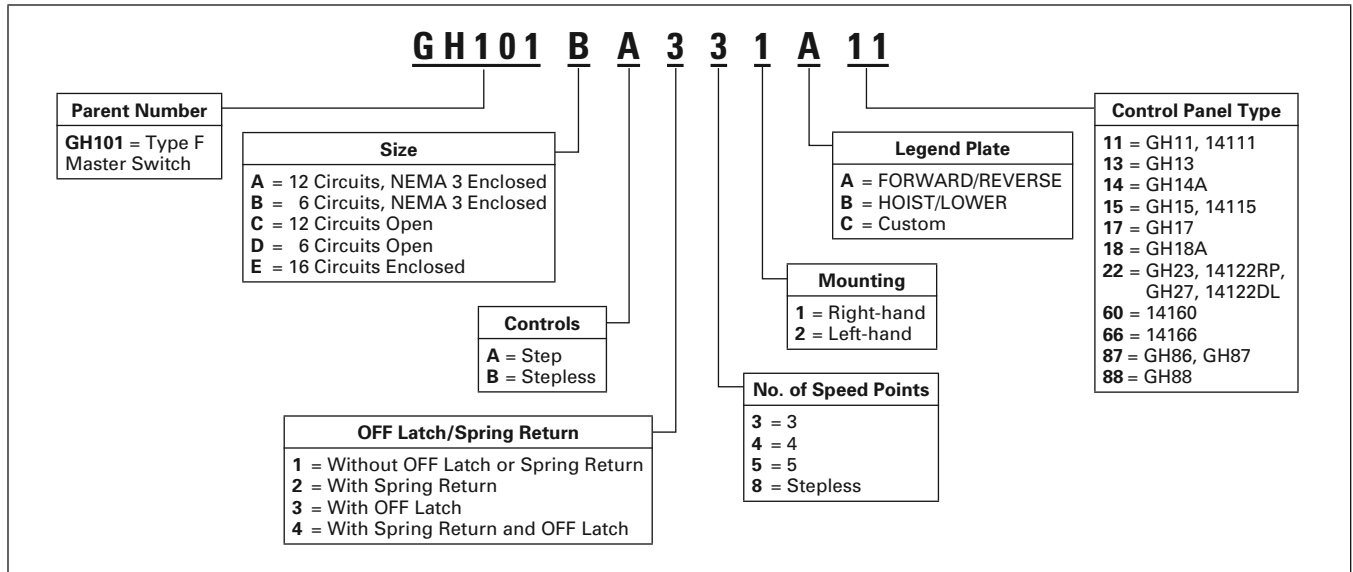 GH101 B A 3 3 1 A 11
Parent Number
GH101 = Type F
Master Switch
Size
A = 12 Circuits, NEMA 3 Enclosed
B = 6 Circuits, NEMA 3 Enclosed
C = 12 Circuits Open
D = 6 Circuits Open
E = 16 Circuits Enclosed
Controls
A = Step
B = Stepless
OFF Latch/Spring Return
1 = Without OFF Latch or Spring Return
2 = With Spring Return
3 = With OFF Latch
4 = With Spring Return and OFF Latch
No. of Speed Points
3 = 3
4 = 4
5 = 5
8 = Stepless
Mounting
1 = Right-hand
2 = Left-hand
Legend Plate
A = FORWARD/REVERSE
B = HOIST/LOWER
C = Custom
Control Panel Type
11 = GH11, 14111
13 = GH13
14 = GH14A
15 = GH15, 14115
17 = GH17
18 = GH18A
22 = GH23, 14122RP,
GH27, 14122DL
60 = 14160
66 = 14166
87 = GH86, GH87
88 = GH88